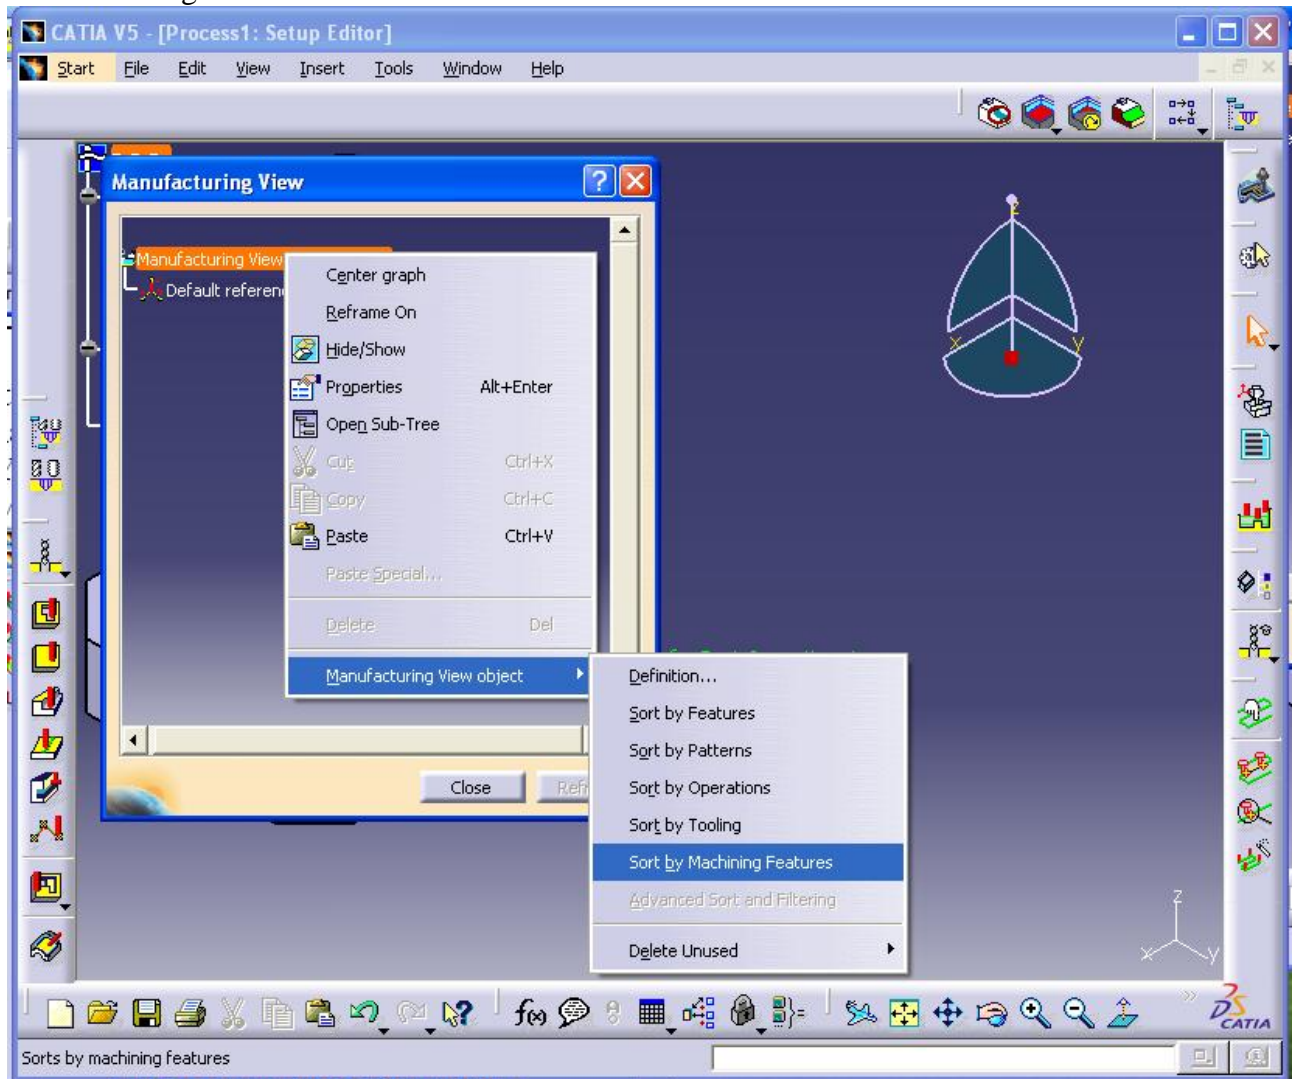 CATIA V5 - [Process1: Setup Editor]
Start File Edit View Insert Tools Window Help
Manufacturing View
Manufacturing View
Default referen
Center graph
Reframe On
Hide/Show
Properties Alt+Enter
Open Sub-Tree
Cut Ctrl+X
Copy Ctrl+C
Paste Ctrl+V
Paste Special...
Delete Del
Manufacturing View object
Definition...
Sort by Features
Sort by Patterns
Sort by Operations
Sort by Tooling
Sort by Machining Features
Advanced Sort and Filtering
Delete Unused
Close Refr
z
x y
z
x y
f(x)
CATIA
Sorts by machining features